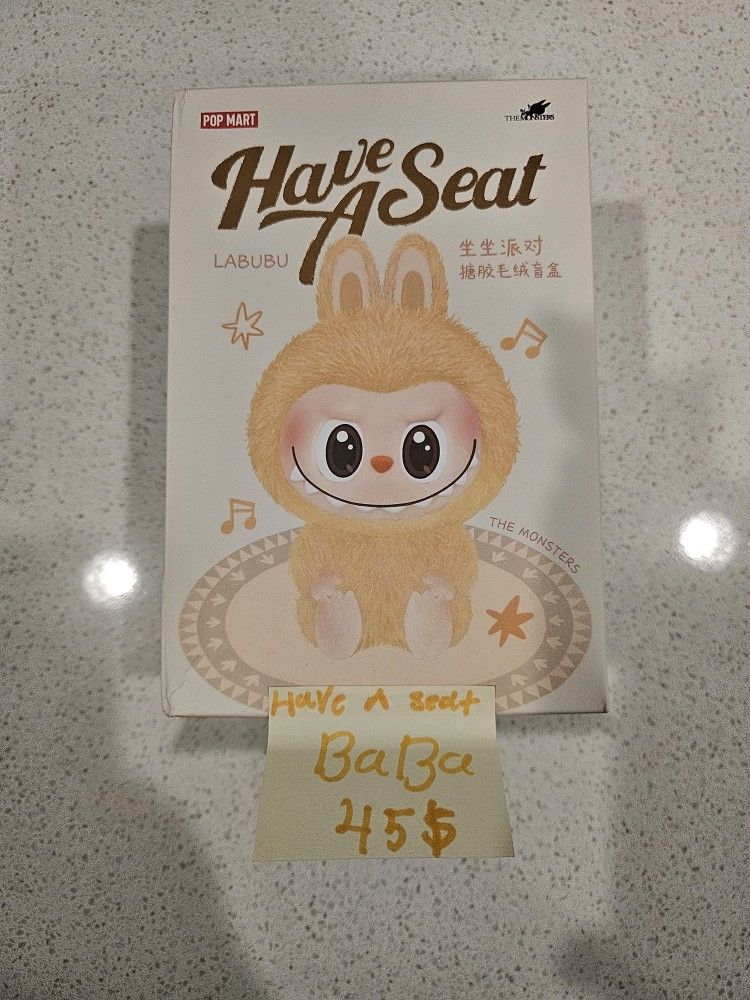 POP MART
THE MONSTERS
Have
A Seat
LABUBU
坐坐派对
搪胶毛绒盲盒
THE MONSTERS
Have A seat
BaBa
45$